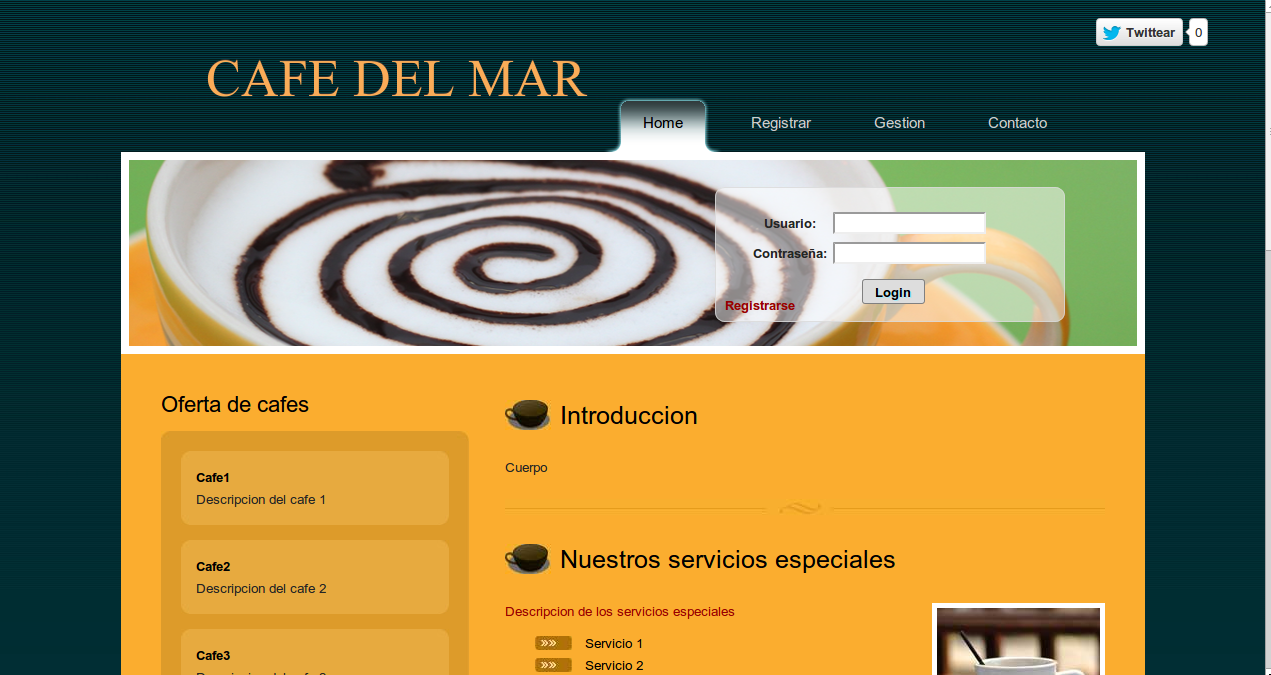 Twittear 0
CAFE DEL MAR
Home Registrar Gestion Contacto
Usuario:
Contraseña:
Login
Registrarse
Oferta de cafes
Cafe1
Descripcion del cafe 1
Cafe2
Descripcion del cafe 2
Cafe3
Introduccion
Cuerpo
Nuestros servicios especiales
Descripcion de los servicios especiales
»» Servicio 1
»» Servicio 2